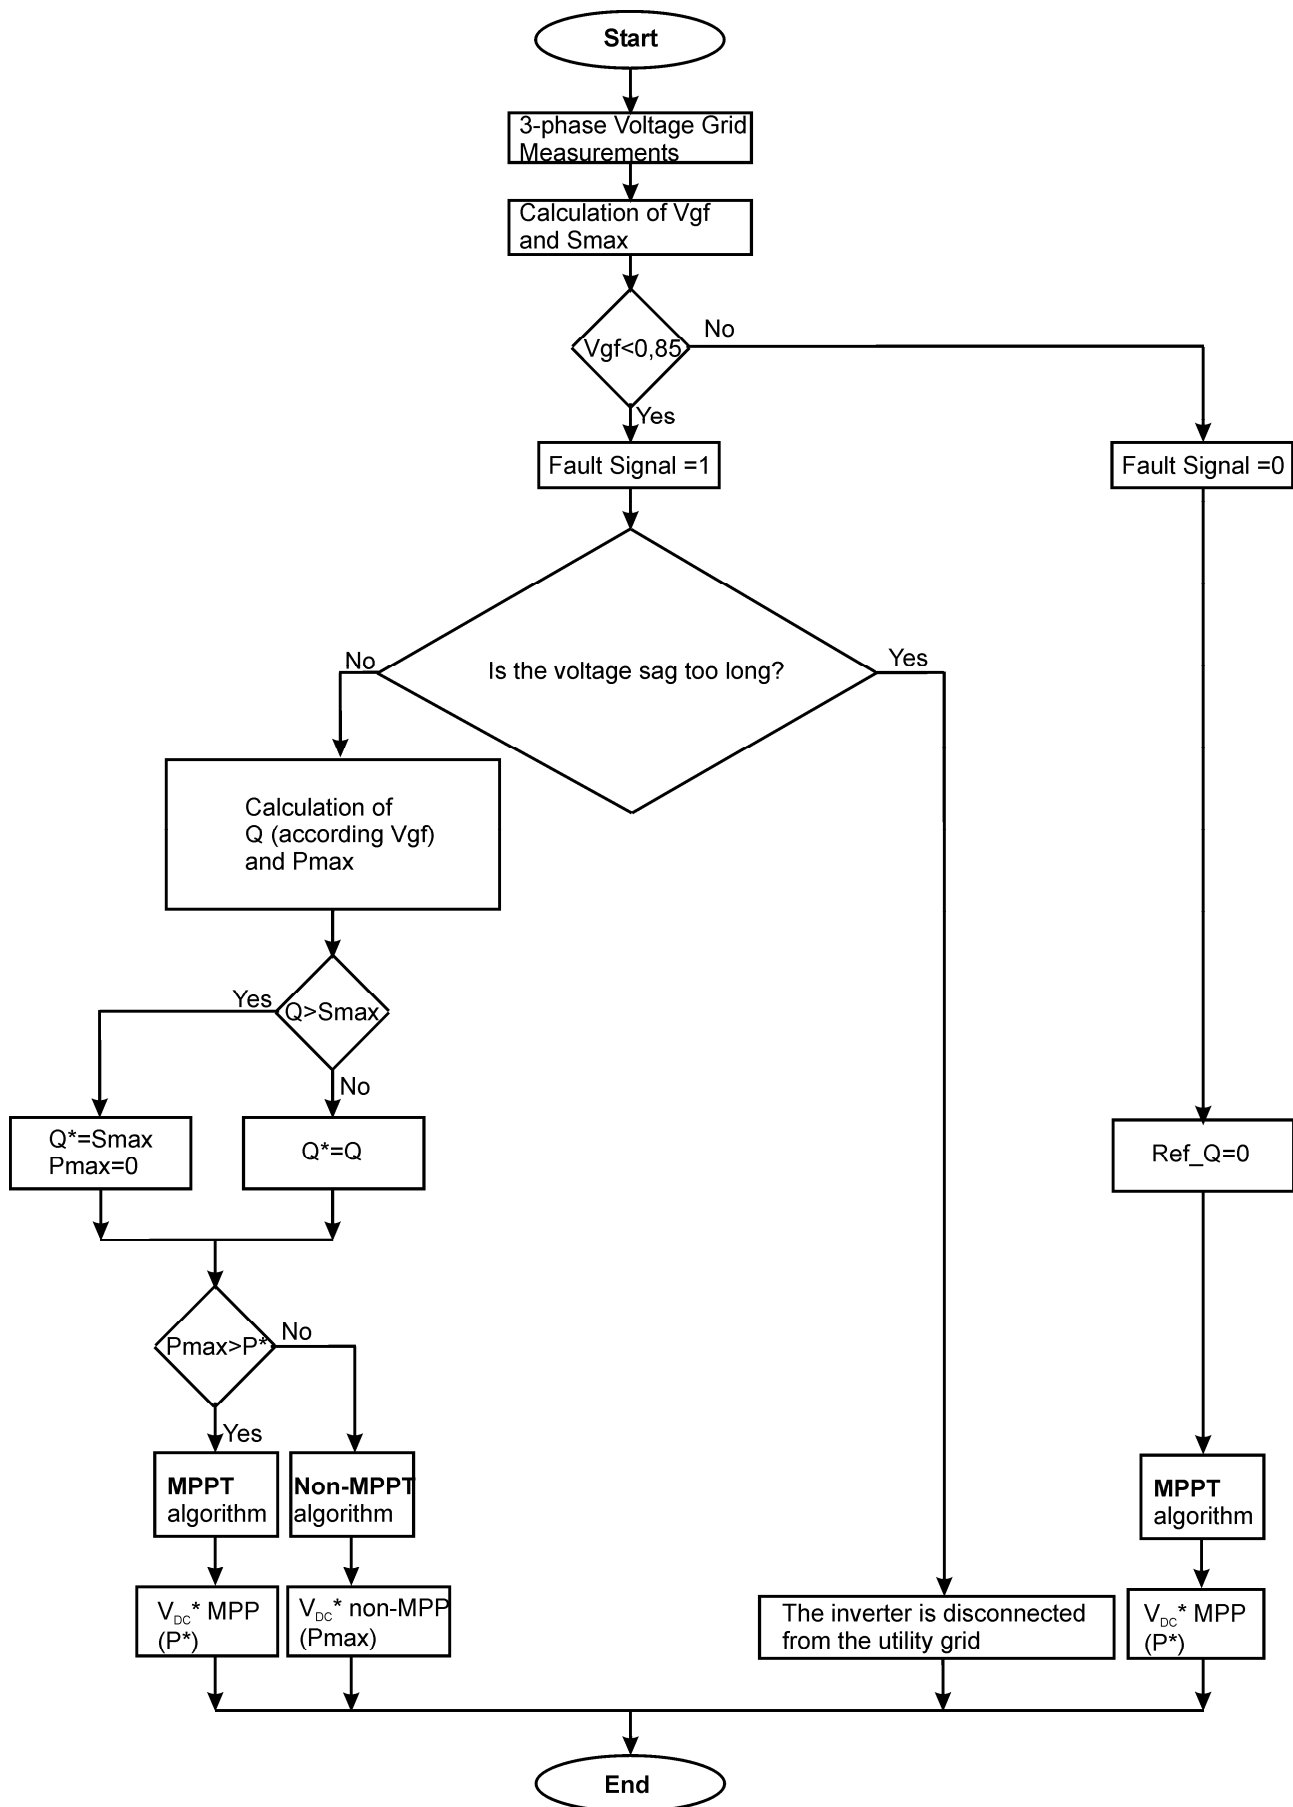 Start
3-phase Voltage Grid
Measurements
Calculation of Vgf
and Smax
Vgf<0,85
No
Yes
Fault Signal =1
Fault Signal =0
Is the voltage sag too long?
No
Yes
Calculation of
Q (according Vgf)
and Pmax
Q>Smax
Yes
No
Q*=Smax
Pmax=0
Q*=Q
Ref_Q=0
Pmax>P*
No
Yes
MPPT
algorithm
Non-MPPT
algorithm
MPPT
algorithm
VDC* MPP
(P*)
VDC* non-MPP
(Pmax)
The inverter is disconnected
from the utility grid
VDC* MPP
(P*)
End